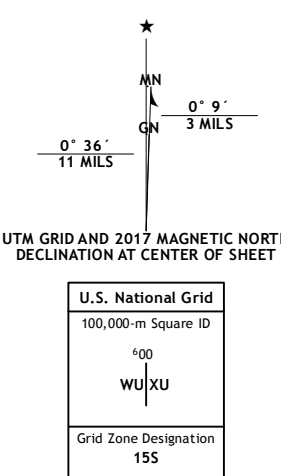 ★
MN
0° 9´
3 MILS
GN
0° 36´
11 MILS
UTM GRID AND 2017 MAGNETIC NORT
DECLINATION AT CENTER OF SHEET
U.S. National Grid
100,000-m Square ID
⁶00
WU XU
Grid Zone Designation
15S